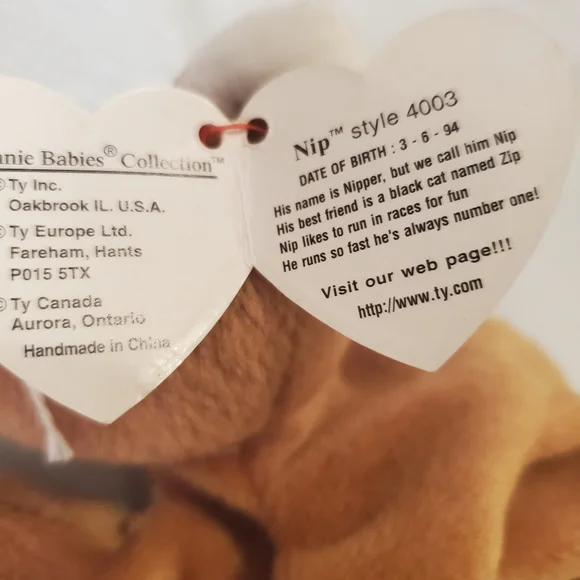 nie Babies® Collection™
©Ty Inc.
Oakbrook IL. U.S.A.
©Ty Europe Ltd.
Fareham, Hants
P015 5TX
©Ty Canada
Aurora, Ontario
Handmade in China
Nip™ style 4003
DATE OF BIRTH : 3 - 6 - 94
His name is Nipper, but we call him Nip
His best friend is a black cat named Zip
Nip likes to run in races for fun
He runs so fast he's always number one!
Visit our web page!!!
http://www.ty.com